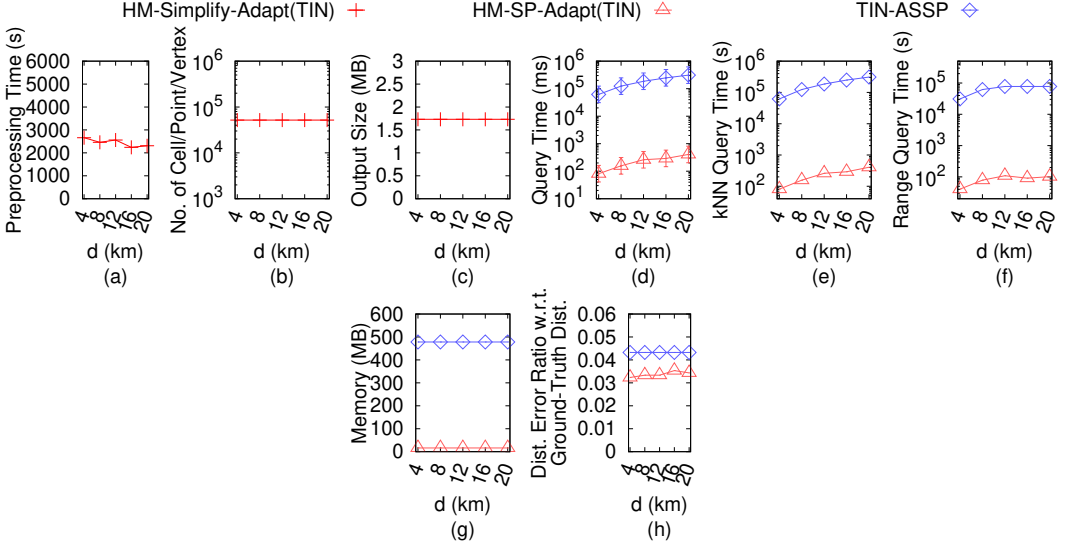 HM-Simplify-Adapt(TIN) HM-SP-Adapt(TIN) TIN-ASSP
Preprocessing Time (s)
6000
5000
4000
3000
2000
1000
0
4 8 12 16 20
d (km)
(a)
No. of Cell/Point/Vertex
10^6
10^5
10^4
10^3
4 8 12 16 20
d (km)
(b)
Output Size (MB)
3
2.5
2
1.5
1
0.5
0
4 8 12 16 20
d (km)
(c)
Query Time (ms)
10^6
10^5
10^4
10^3
10^2
10^1
4 8 12 16 20
d (km)
(d)
kNN Query Time (s)
10^6
10^5
10^4
10^3
10^2
4 8 12 16 20
d (km)
(e)
Range Query Time (s)
10^5
10^4
10^3
10^2
4 8 12 16 20
d (km)
(f)
Memory (MB)
600
500
400
300
200
100
0
4 8 12 16 20
d (km)
(g)
Dist. Error Ratio w.r.t.
Ground-Truth Dist.
0.06
0.05
0.04
0.03
0.02
0.01
0
4 8 12 16 20
d (km)
(h)